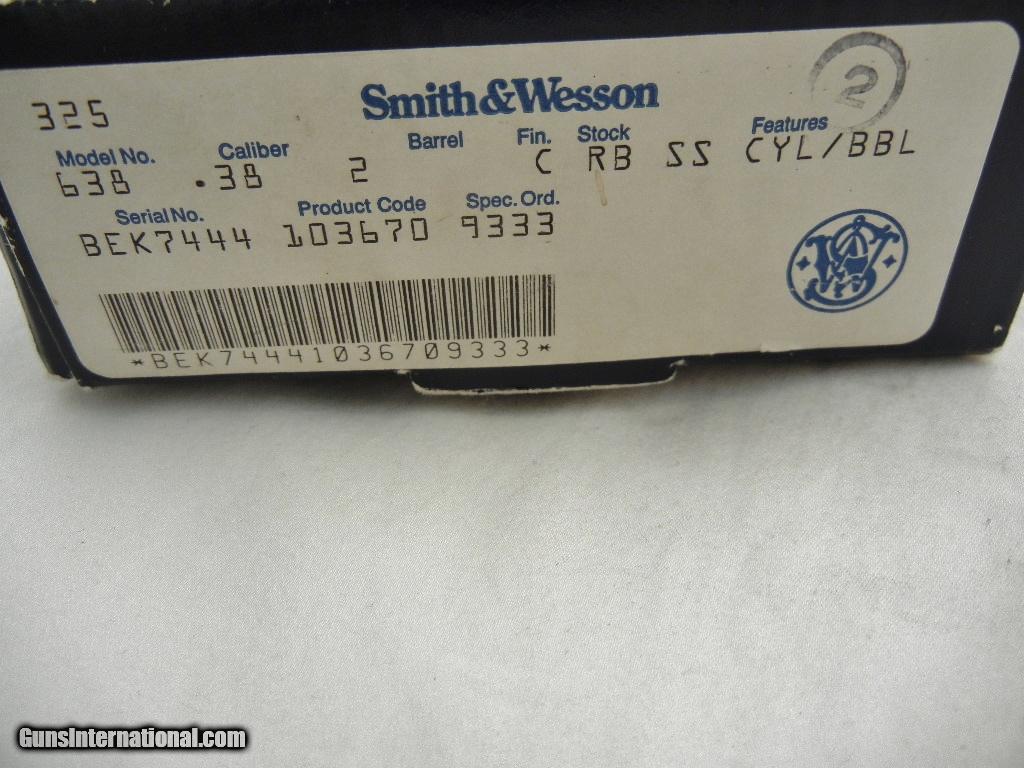 325
Smith&Wesson
2
Model No. Caliber Barrel Fin. Stock Features
638 .38 2 C RB SS CYL/BBL
Serial No. Product Code Spec. Ord.
BEK7444 103670 9333
*BEK74441036709333*
SW
GunsInternational.com